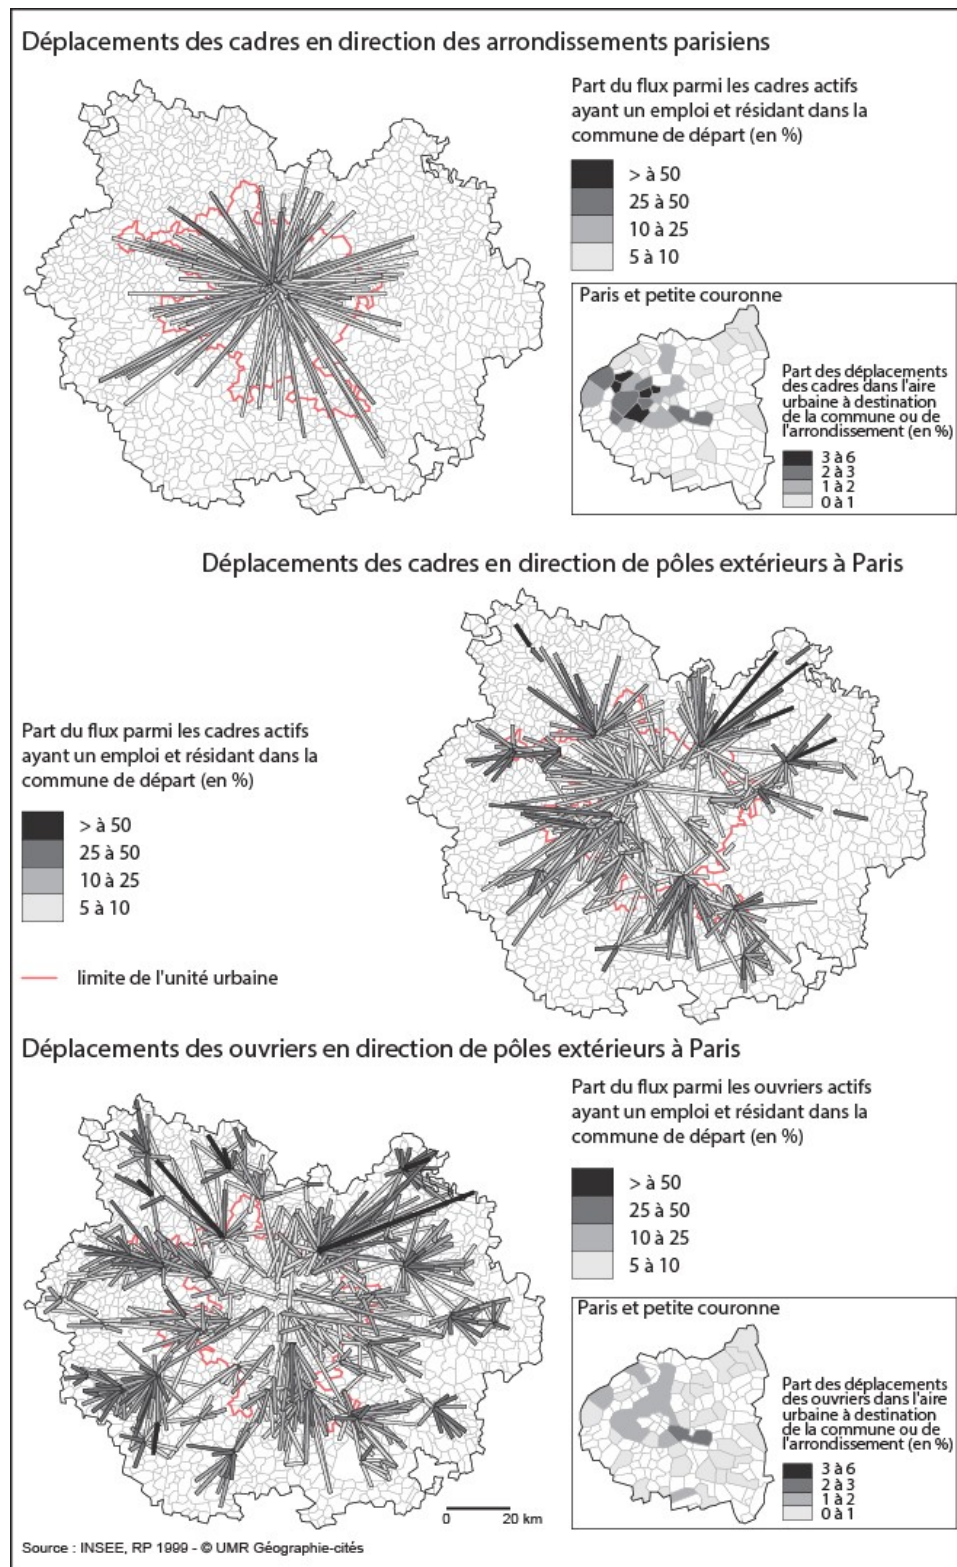 Déplacements des cadres en direction des arrondissements parisiens
Part du flux parmi les cadres actifs
ayant un emploi et résidant dans la
commune de départ (en %)
> à 50
25 à 50
10 à 25
5 à 10
Paris et petite couronne
Part des déplacements
des cadres dans l'aire
urbaine à destination
de la commune ou de
l'arrondissement (en %)
3 à 6
2 à 3
1 à 2
0 à 1
Déplacements des cadres en direction de pôles extérieurs à Paris
Part du flux parmi les cadres actifs
ayant un emploi et résidant dans la
commune de départ (en %)
> à 50
25 à 50
10 à 25
5 à 10
limite de l'unité urbaine
Déplacements des ouvriers en direction de pôles extérieurs à Paris
Part du flux parmi les ouvriers actifs
ayant un emploi et résidant dans la
commune de départ (en %)
> à 50
25 à 50
10 à 25
5 à 10
Paris et petite couronne
Part des déplacements
des ouvriers dans l'aire
urbaine à destination
de la commune ou de
l'arrondissement (en %)
3 à 6
2 à 3
1 à 2
0 à 1
0 20 km
Source : INSEE, RP 1999 - © UMR Géographie-cités